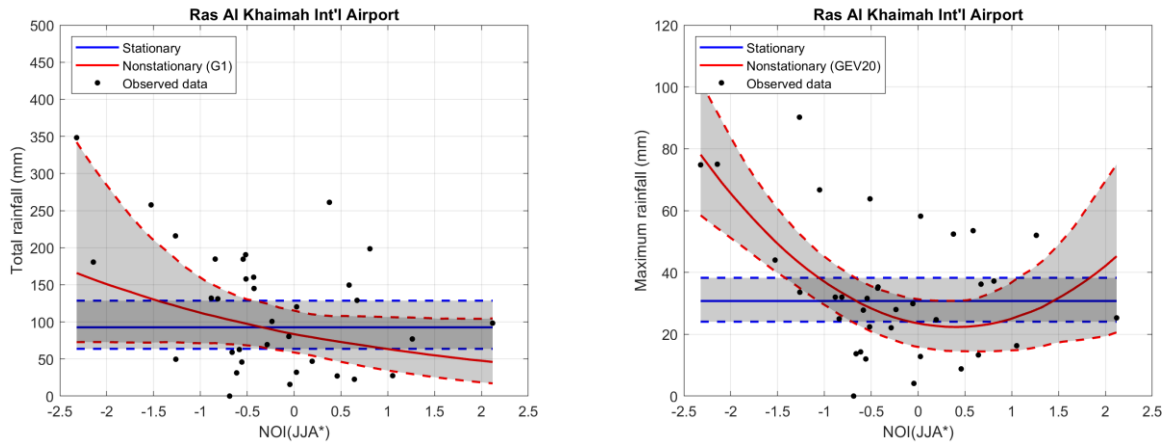 Ras Al Khaimah Int'l Airport
500
450
400
350
300
250
200
150
100
50
0
Total rainfall (mm)
Stationary
Nonstationary (G1)
Observed data
-2.5 -2 -1.5 -1 -0.5 0 0.5 1 1.5 2 2.5
NOI(JJA*)
Ras Al Khaimah Int'l Airport
120
100
80
60
40
20
0
Maximum rainfall (mm)
Stationary
Nonstationary (GEV20)
Observed data
-2.5 -2 -1.5 -1 -0.5 0 0.5 1 1.5 2 2.5
NOI(JJA*)